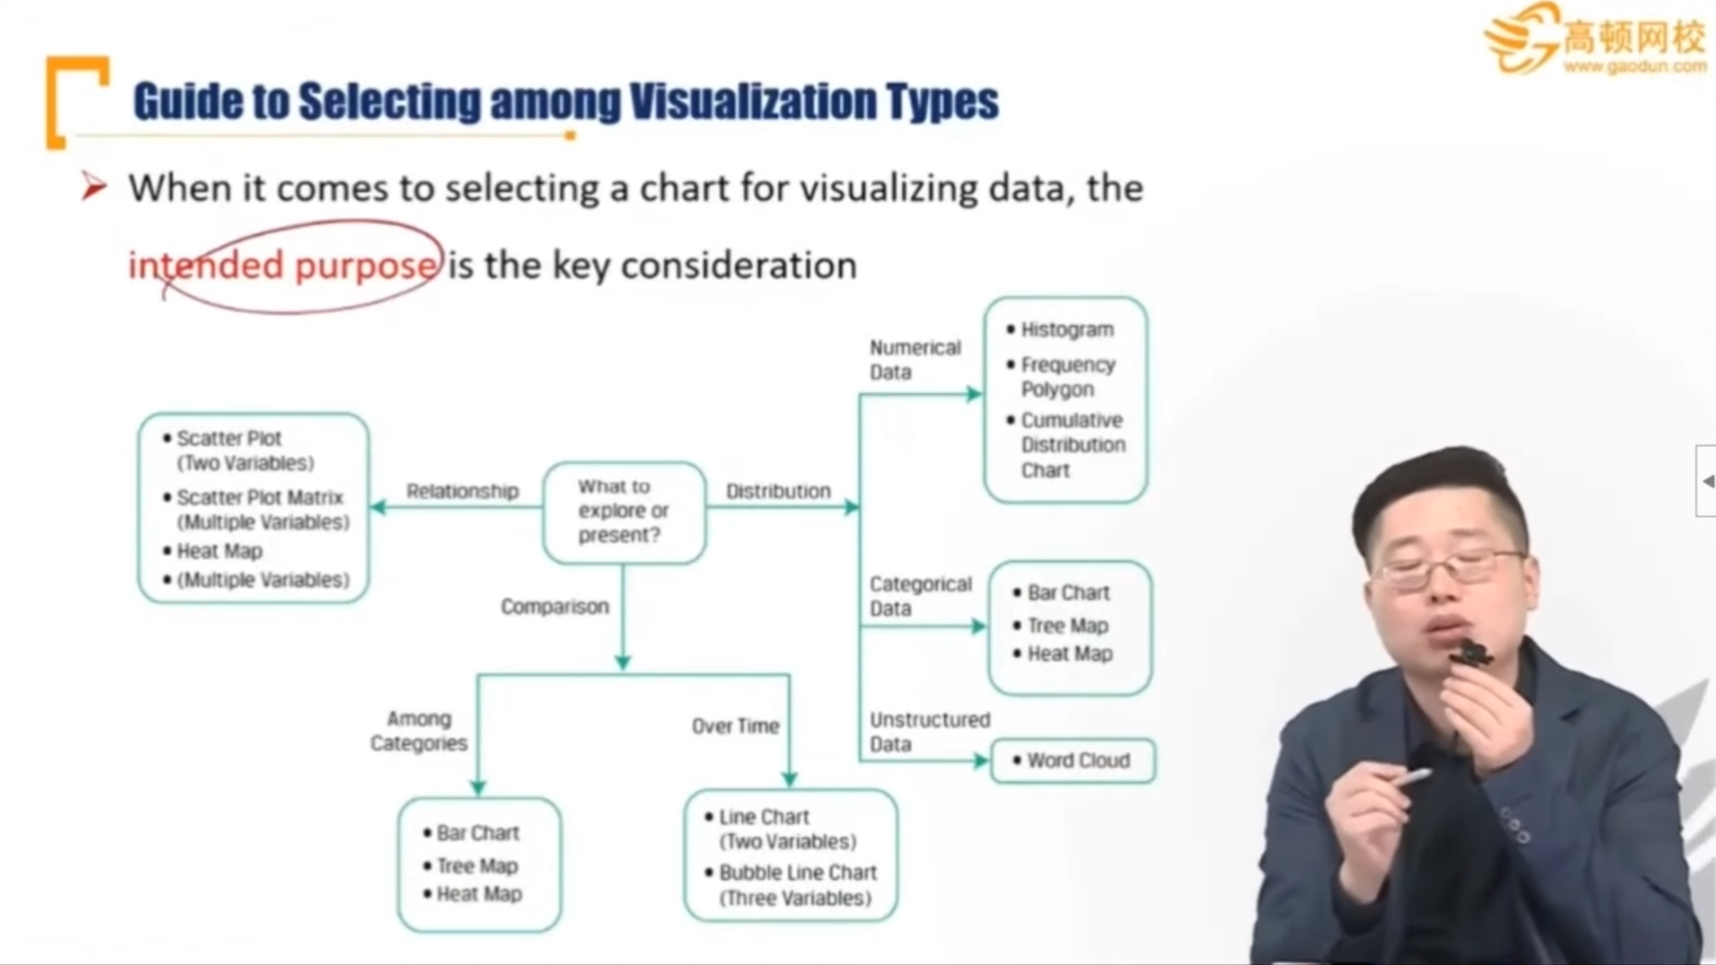 高顿网校
www.gaodun.com
Guide to Selecting among Visualization Types
When it comes to selecting a chart for visualizing data, the
intended purpose is the key consideration
Numerical
Data
• Histogram
• Frequency
Polygon
• Cumulative
Distribution
Chart
• Scatter Plot
(Two Variables)
• Scatter Plot Matrix
(Multiple Variables)
• Heat Map
• (Multiple Variables)
Relationship
What to
explore or
present?
Distribution
Categorical
Data
• Bar Chart
• Tree Map
• Heat Map
Comparison
Among
Categories
Over Time
Unstructured
Data
• Word Cloud
• Bar Chart
• Tree Map
• Heat Map
• Line Chart
(Two Variables)
• Bubble Line Chart
(Three Variables)